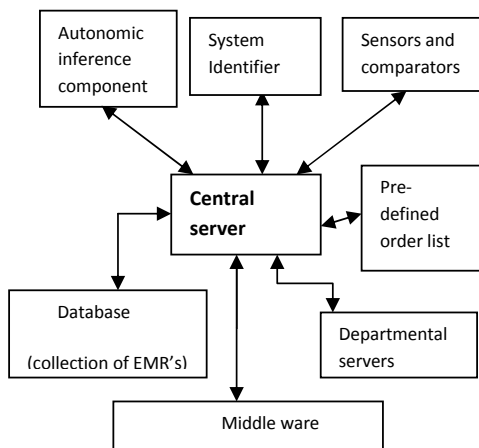 Autonomic
inference
component
System
Identifier
Sensors and
comparators
Central
server
Pre-
defined
order list
Database
(collection of EMR's)
Departmental
servers
Middle ware